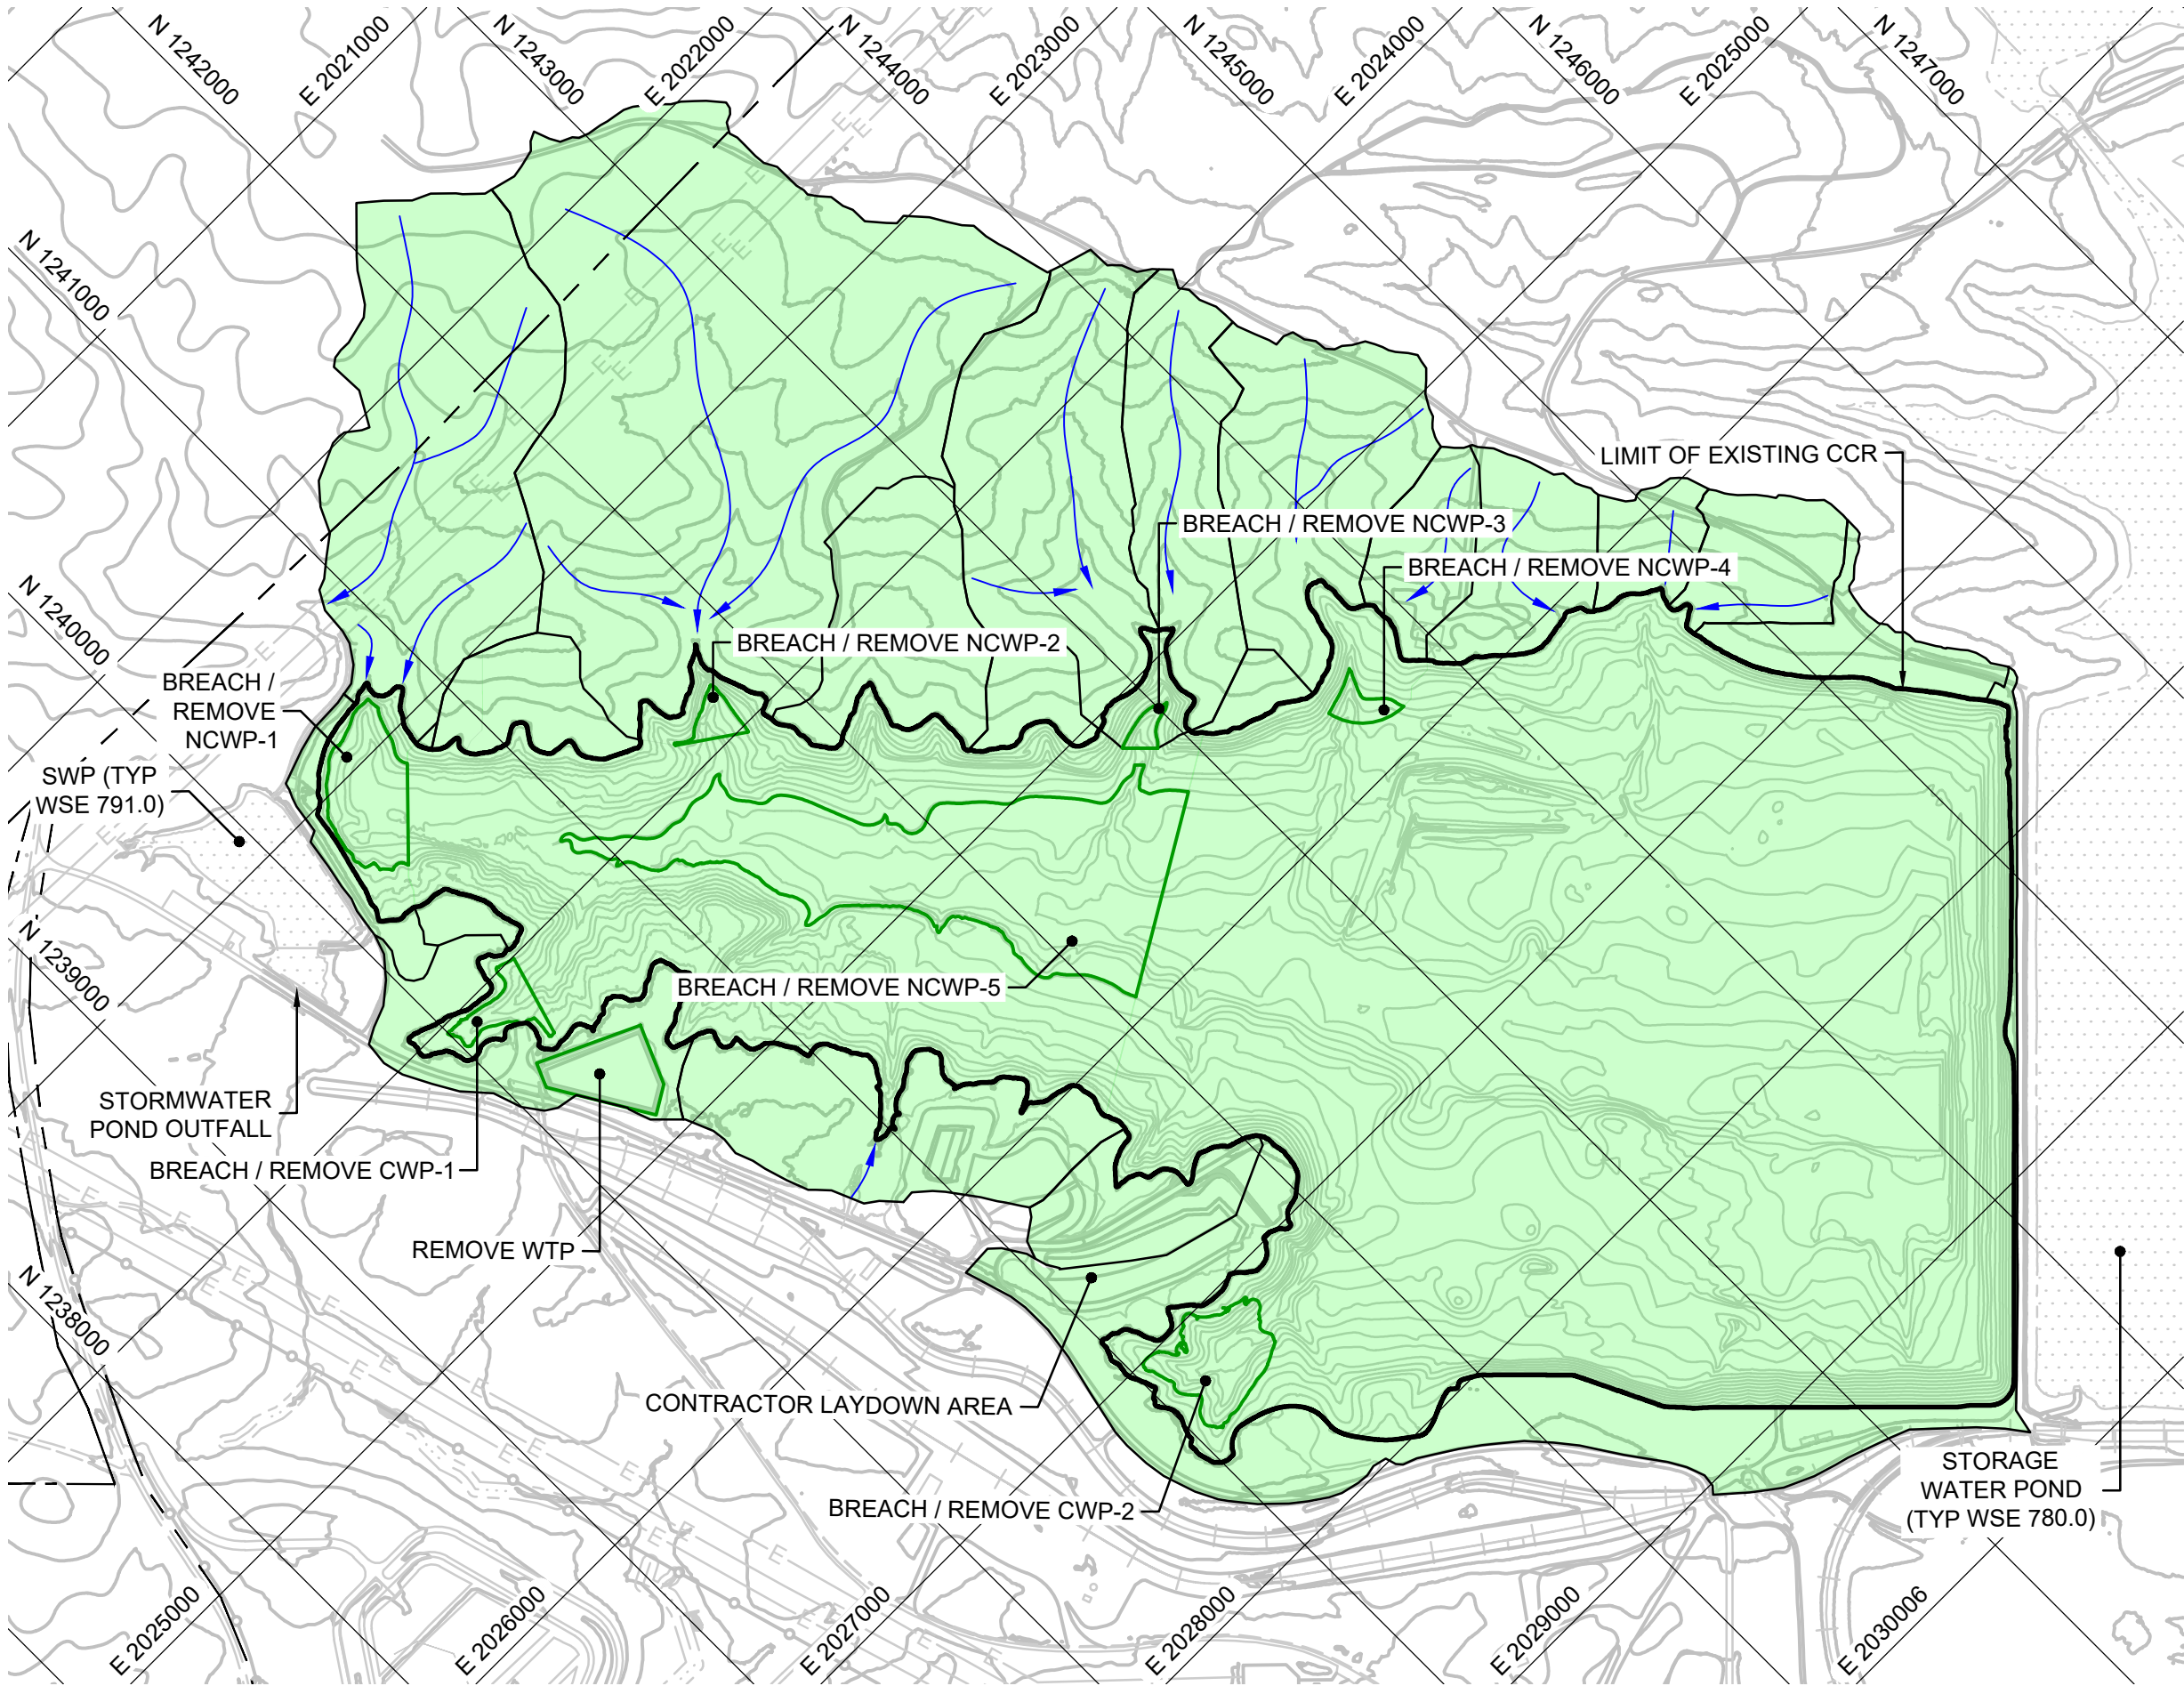 N 1242000
E 2021000
N 1243000
E 2022000
N 1244000
E 2023000
N 1245000
E 2024000
N 1246000
E 2025000
N 1247000
N 1241000
LIMIT OF EXISTING CCR
BREACH / REMOVE NCWP-3
BREACH / REMOVE NCWP-4
N 1240000
BREACH / REMOVE NCWP-2
BREACH /
REMOVE
NCWP-1
SWP (TYP
WSE 791.0)
N 1239000
BREACH / REMOVE NCWP-5
STORMWATER
POND OUTFALL
BREACH / REMOVE CWP-1
REMOVE WTP
N 1238000
CONTRACTOR LAYDOWN AREA
BREACH / REMOVE CWP-2
STORAGE
WATER POND
(TYP WSE 780.0)
E 2025000
E 2026000
E 2027000
E 2028000
E 2029000
E 2030006